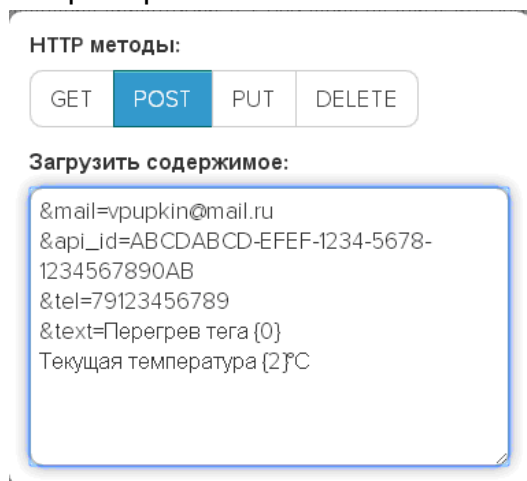 HTTP методы:
GET POST PUT DELETE
Загрузить содержимое:
&mail=vpupkin@mail.ru
&api_id=ABCDABCD-EFEF-1234-5678-
1234567890AB
&tel=79123456789
&text=Перегрев тега {0}
Текущая температура {2}°C